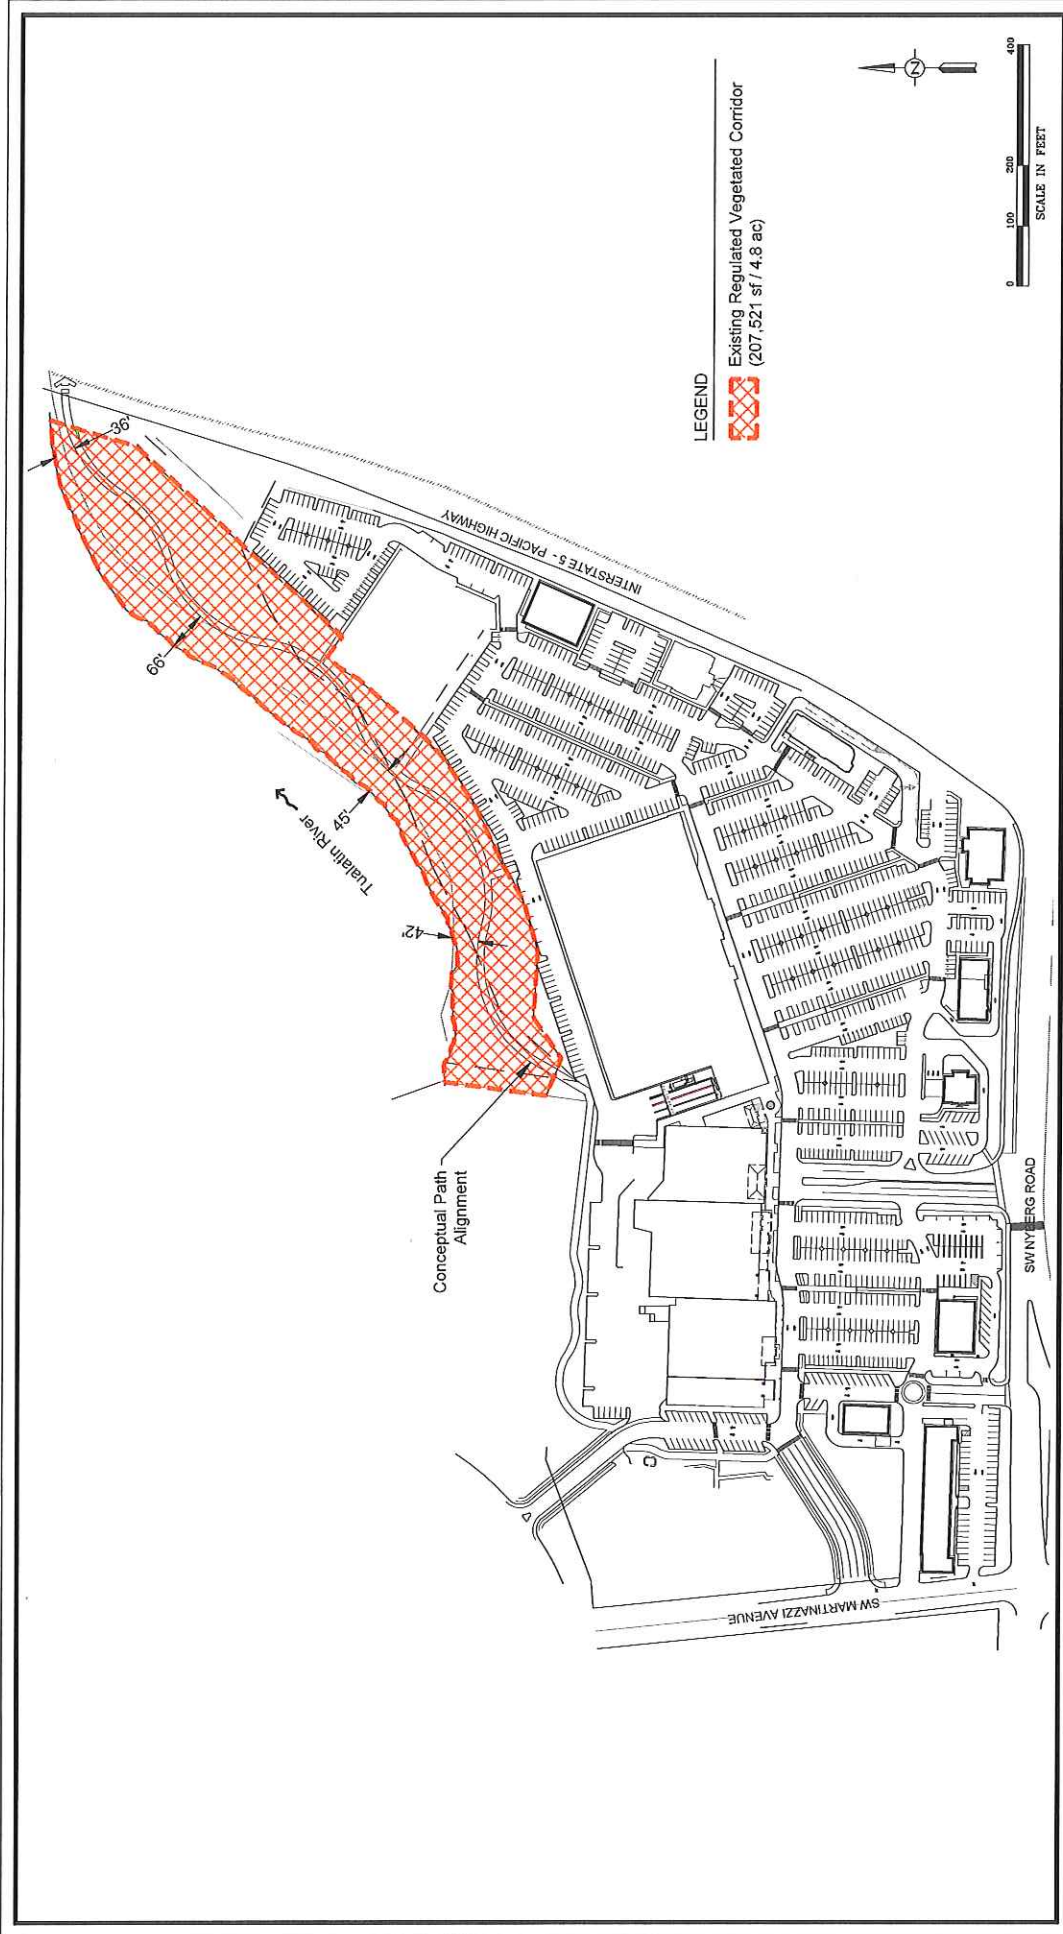 Conceptual Path
Alignment
Tualatin River
42'
45'
66'
36'
INTERSTATE 5 - PACIFIC HIGHWAY
SW MARTINAZZI AVENUE
SW NYBERG ROAD
LEGEND
Existing Regulated Vegetated Corridor
(207,521 sf / 4.8 ac)
N
0 100 200 400
SCALE IN FEET